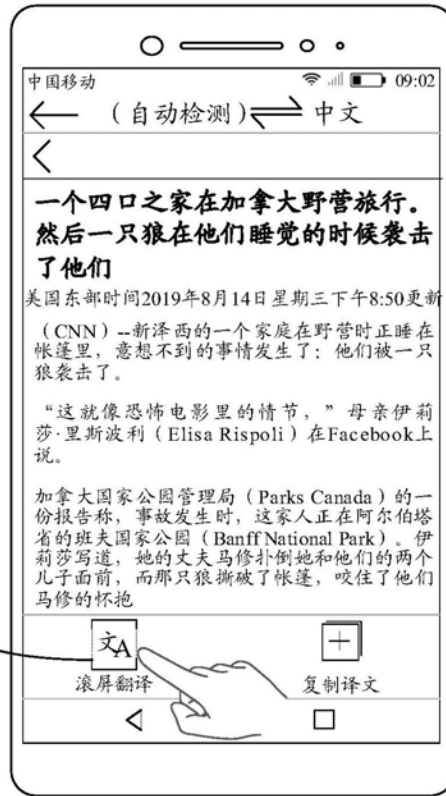 中国移动 09:02
← （自动检测）⇌ 中文
一个四口之家在加拿大野营旅行。
然后一只狼在他们睡觉的时候袭击
了他们
美国东部时间2019年8月14日星期三下午8:50更新
（CNN）--新泽西的一个家庭在野营时正睡在
帐篷里，意想不到的事情发生了：他们被一只
狼袭击了。
“这就像恐怖电影里的情节，”母亲伊莉
莎·里斯波利（Elisa Rispoli）在Facebook上
说。
加拿大国家公园管理局（Parks Canada）的一
份报告称，事故发生时，这家人正在阿尔伯塔
省的班夫国家公园（Banff National Park）。伊
莉莎写道，她的丈夫马修扑倒她和他们的两个
儿子面前，而那只狼撕破了帐篷，咬住了他们
马修的怀抱
文A
滚屏翻译 复制译文